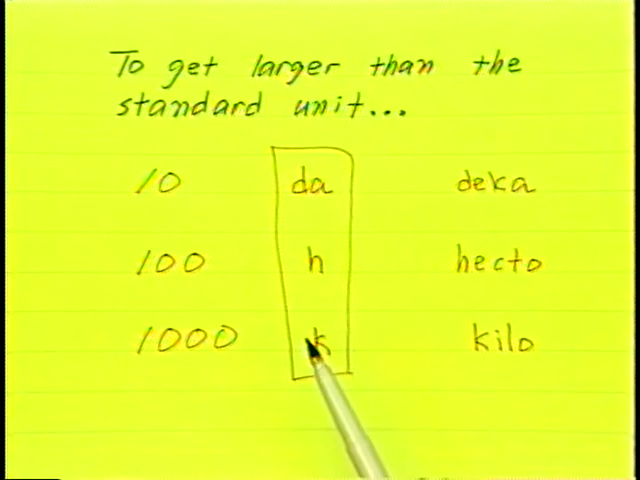 To get larger than the
standard unit...
10 da deka
100 h hecto
1000 k kilo